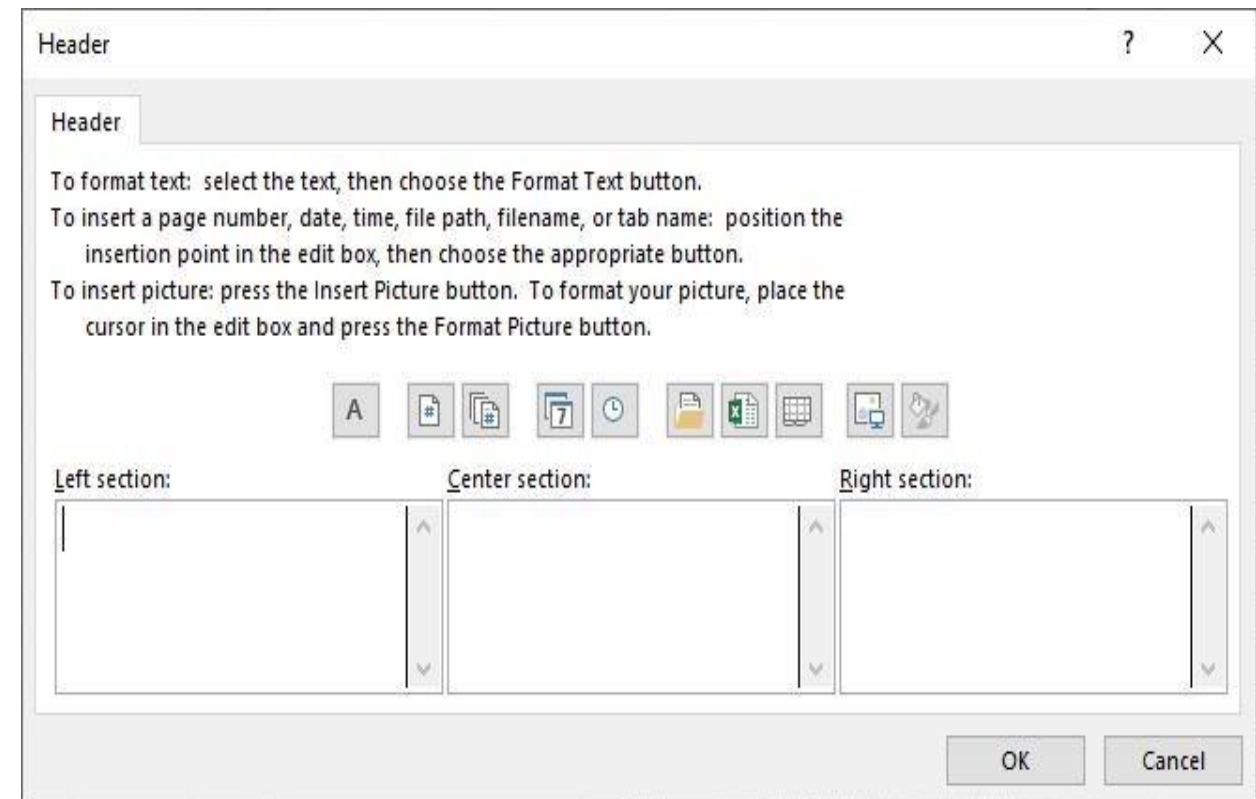 Header
?
Header
To format text: select the text, then choose the Format Text button.
To insert a page number, date, time, file path, filename, or tab name: position the
insertion point in the edit box, then choose the appropriate button.
To insert picture: press the Insert Picture button. To format your picture, place the
cursor in the edit box and press the Format Picture button.
A # # 7
Left section: Center section: Right section:
OK Cancel